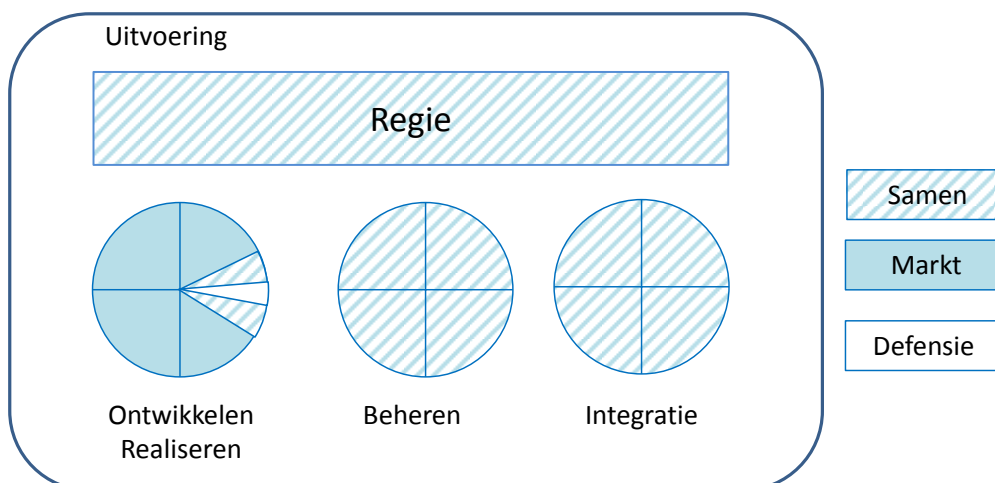 Uitvoering
Regie
Samen
Markt
Defensie
Ontwikkelen
Realiseren
Beheren
Integratie